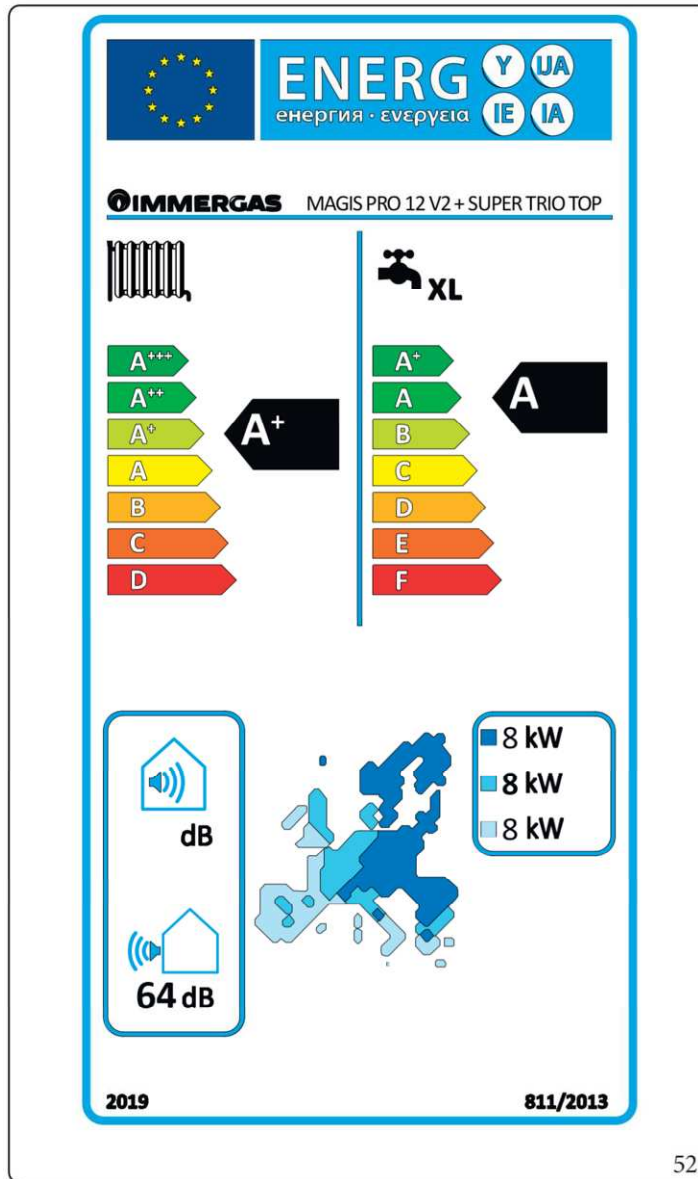 ENERG Y IJA
енергия · ενεργεια IE IA
IMMERGAS MAGIS PRO 12 V2 + SUPER TRIO TOP
XL
A+++
A++
A+
A
B
C
D
A+
A+
A
B
C
D
E
F
A
dB
64 dB
8 kW
8 kW
8 kW
2019 811/2013
52